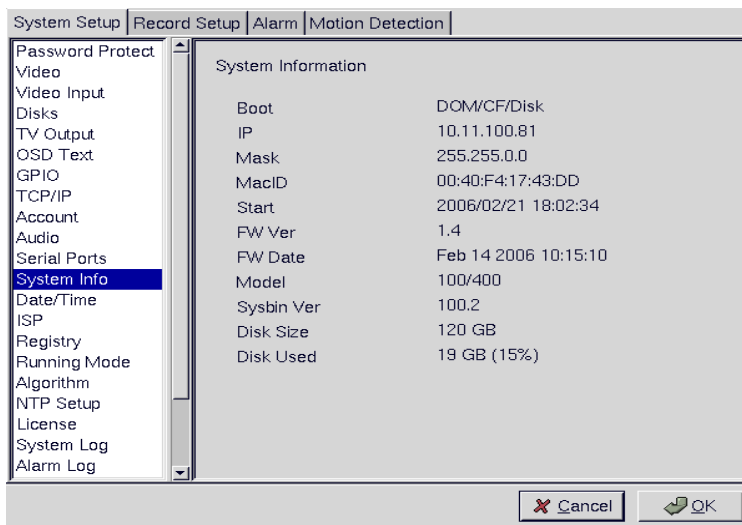 System Setup Record Setup Alarm Motion Detection
Password Protect
Video
Video Input
Disks
TV Output
OSD Text
GPIO
TCP/IP
Account
Audio
Serial Ports
System Info
Date/Time
ISP
Registry
Running Mode
Algorithm
NTP Setup
License
System Log
Alarm Log
System Information
Boot DOM/CF/Disk
IP 10.11.100.81
Mask 255.255.0.0
MacID 00:40:F4:17:43:DD
Start 2006/02/21 18:02:34
FW Ver 1.4
FW Date Feb 14 2006 10:15:10
Model 100/400
Sysbin Ver 100.2
Disk Size 120 GB
Disk Used 19 GB (15%)
Cancel OK